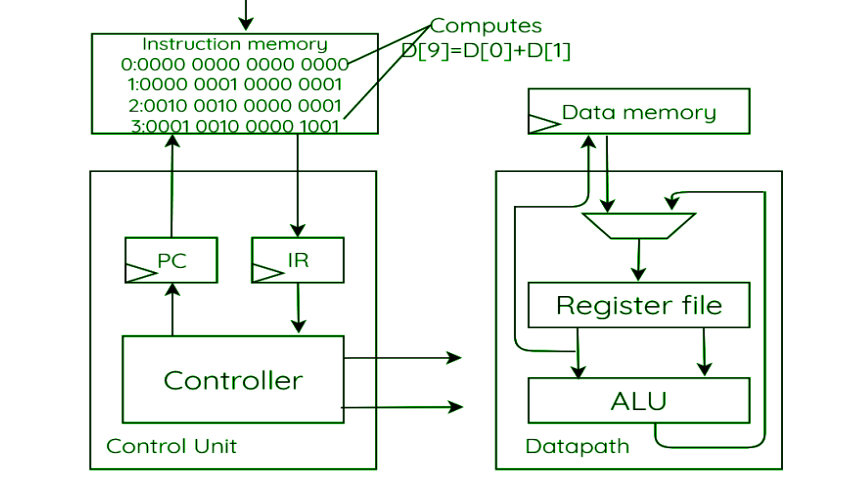 Computes
D[9]=D[0]+D[1]
Instruction memory
0:0000 0000 0000 0000
1:0000 0001 0000 0001
2:0010 0010 0000 0001
3:0001 0010 0000 1001
Data memory
PC
IR
Register file
Controller
ALU
Control Unit
Datapath